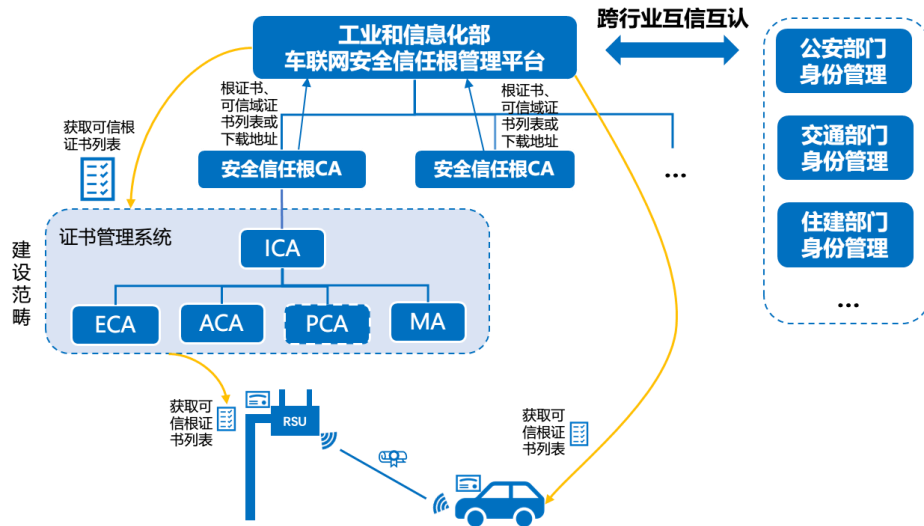 工业和信息化部
车联网安全信任根管理平台
跨行业互信互认
公安部门
身份管理
交通部门
身份管理
住建部门
身份管理
...
获取可信根
证书列表
根证书、
可信域证
书列表或
下载地址
根证书、
可信域证
书列表或
下载地址
安全信任根CA
安全信任根CA
...
建设范畴
证书管理系统
ICA
ECA
ACA
PCA
MA
获取可
信根证
书列表
RSU
获取可
信根证
书列表